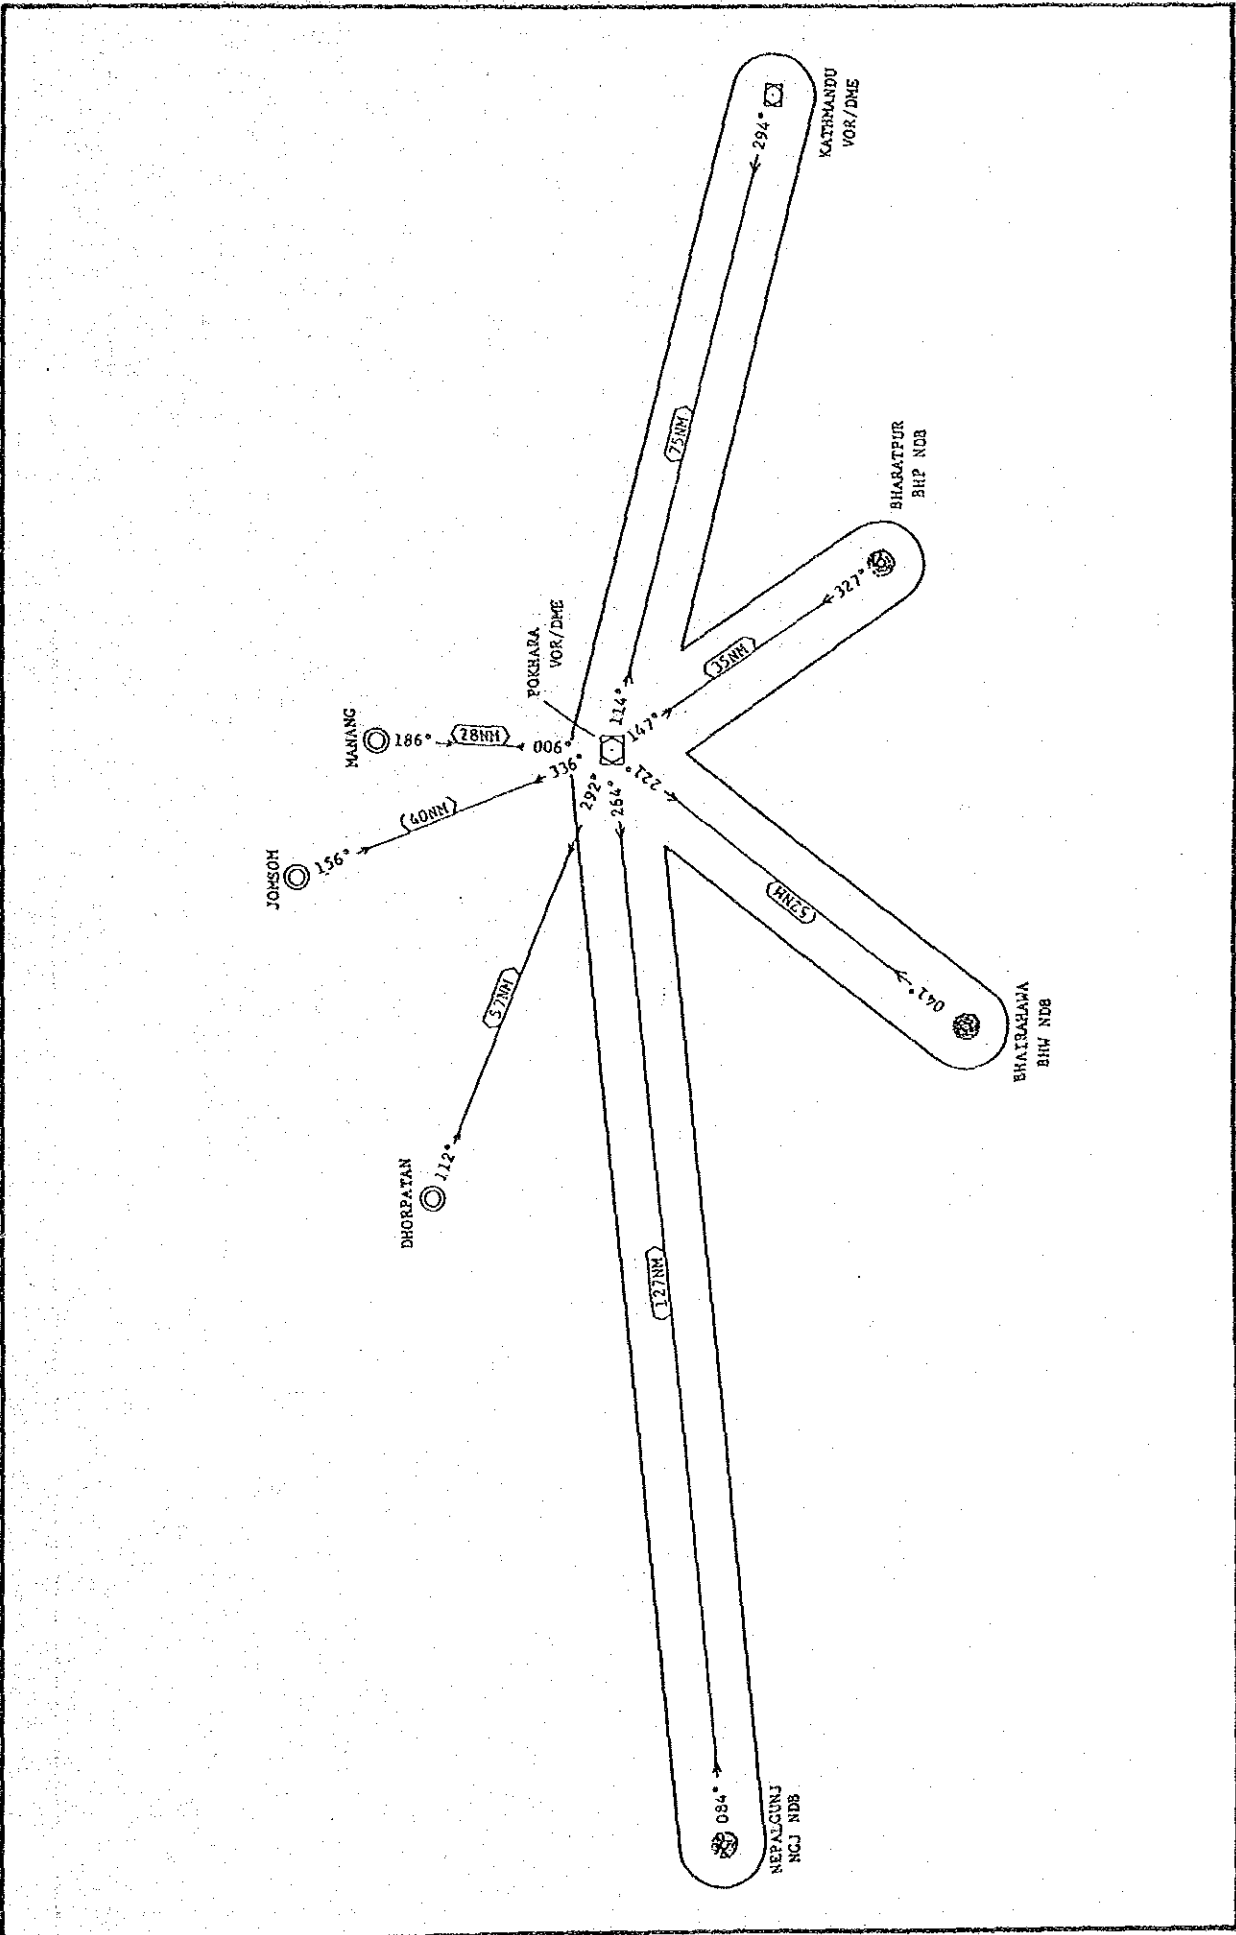 MANANG
186°
28NM
006°
JOMSOM
156°
40NM
336°
DHORPATAN
112°
57NM
292°
POKHARA
VOR/DME
114°
75NM
294°
KATHMANDU
VOR/DME
147°
35NM
327°
BHARATPUR
BHP NDB
221°
52NM
041°
BHAIRAHAWA
BHW NDB
264°
127NM
084°
NEPALGUNJ
NGJ NDB